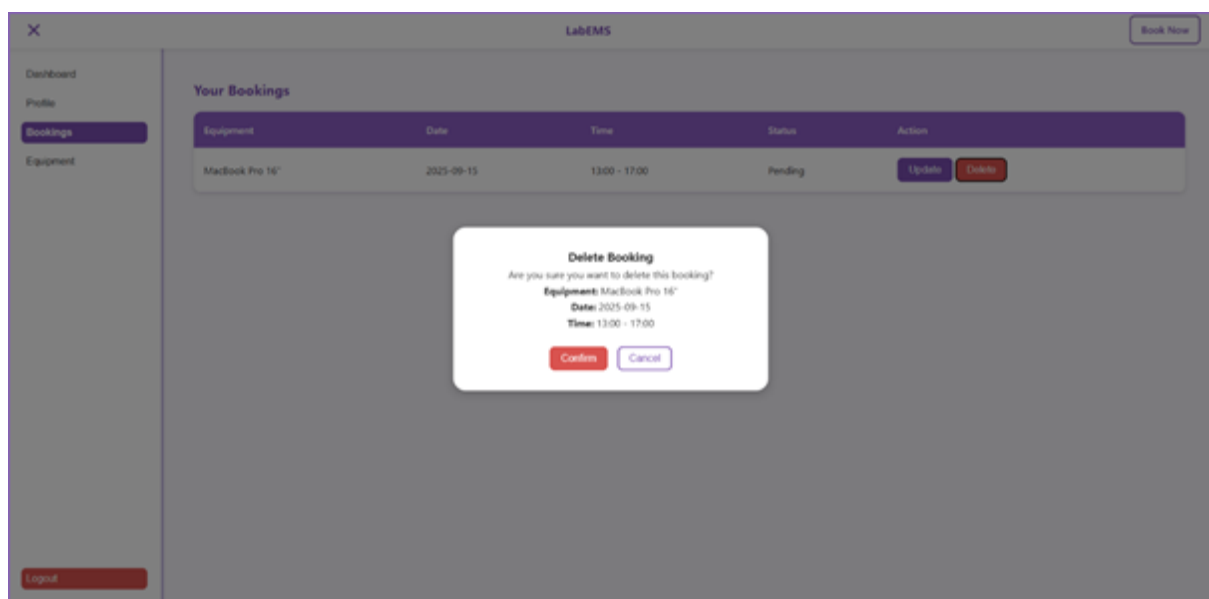 LabEMS
Book Now
Dashboard
Profile
Bookings
Equipment
Logout
Your Bookings
Equipment Date Time Status Action
MacBook Pro 16" 2025-09-15 13:00 - 17:00 Pending Update Delete
Delete Booking
Are you sure you want to delete this booking?
Equipment: MacBook Pro 16"
Date: 2025-09-15
Time: 13:00 - 17:00
Confirm Cancel